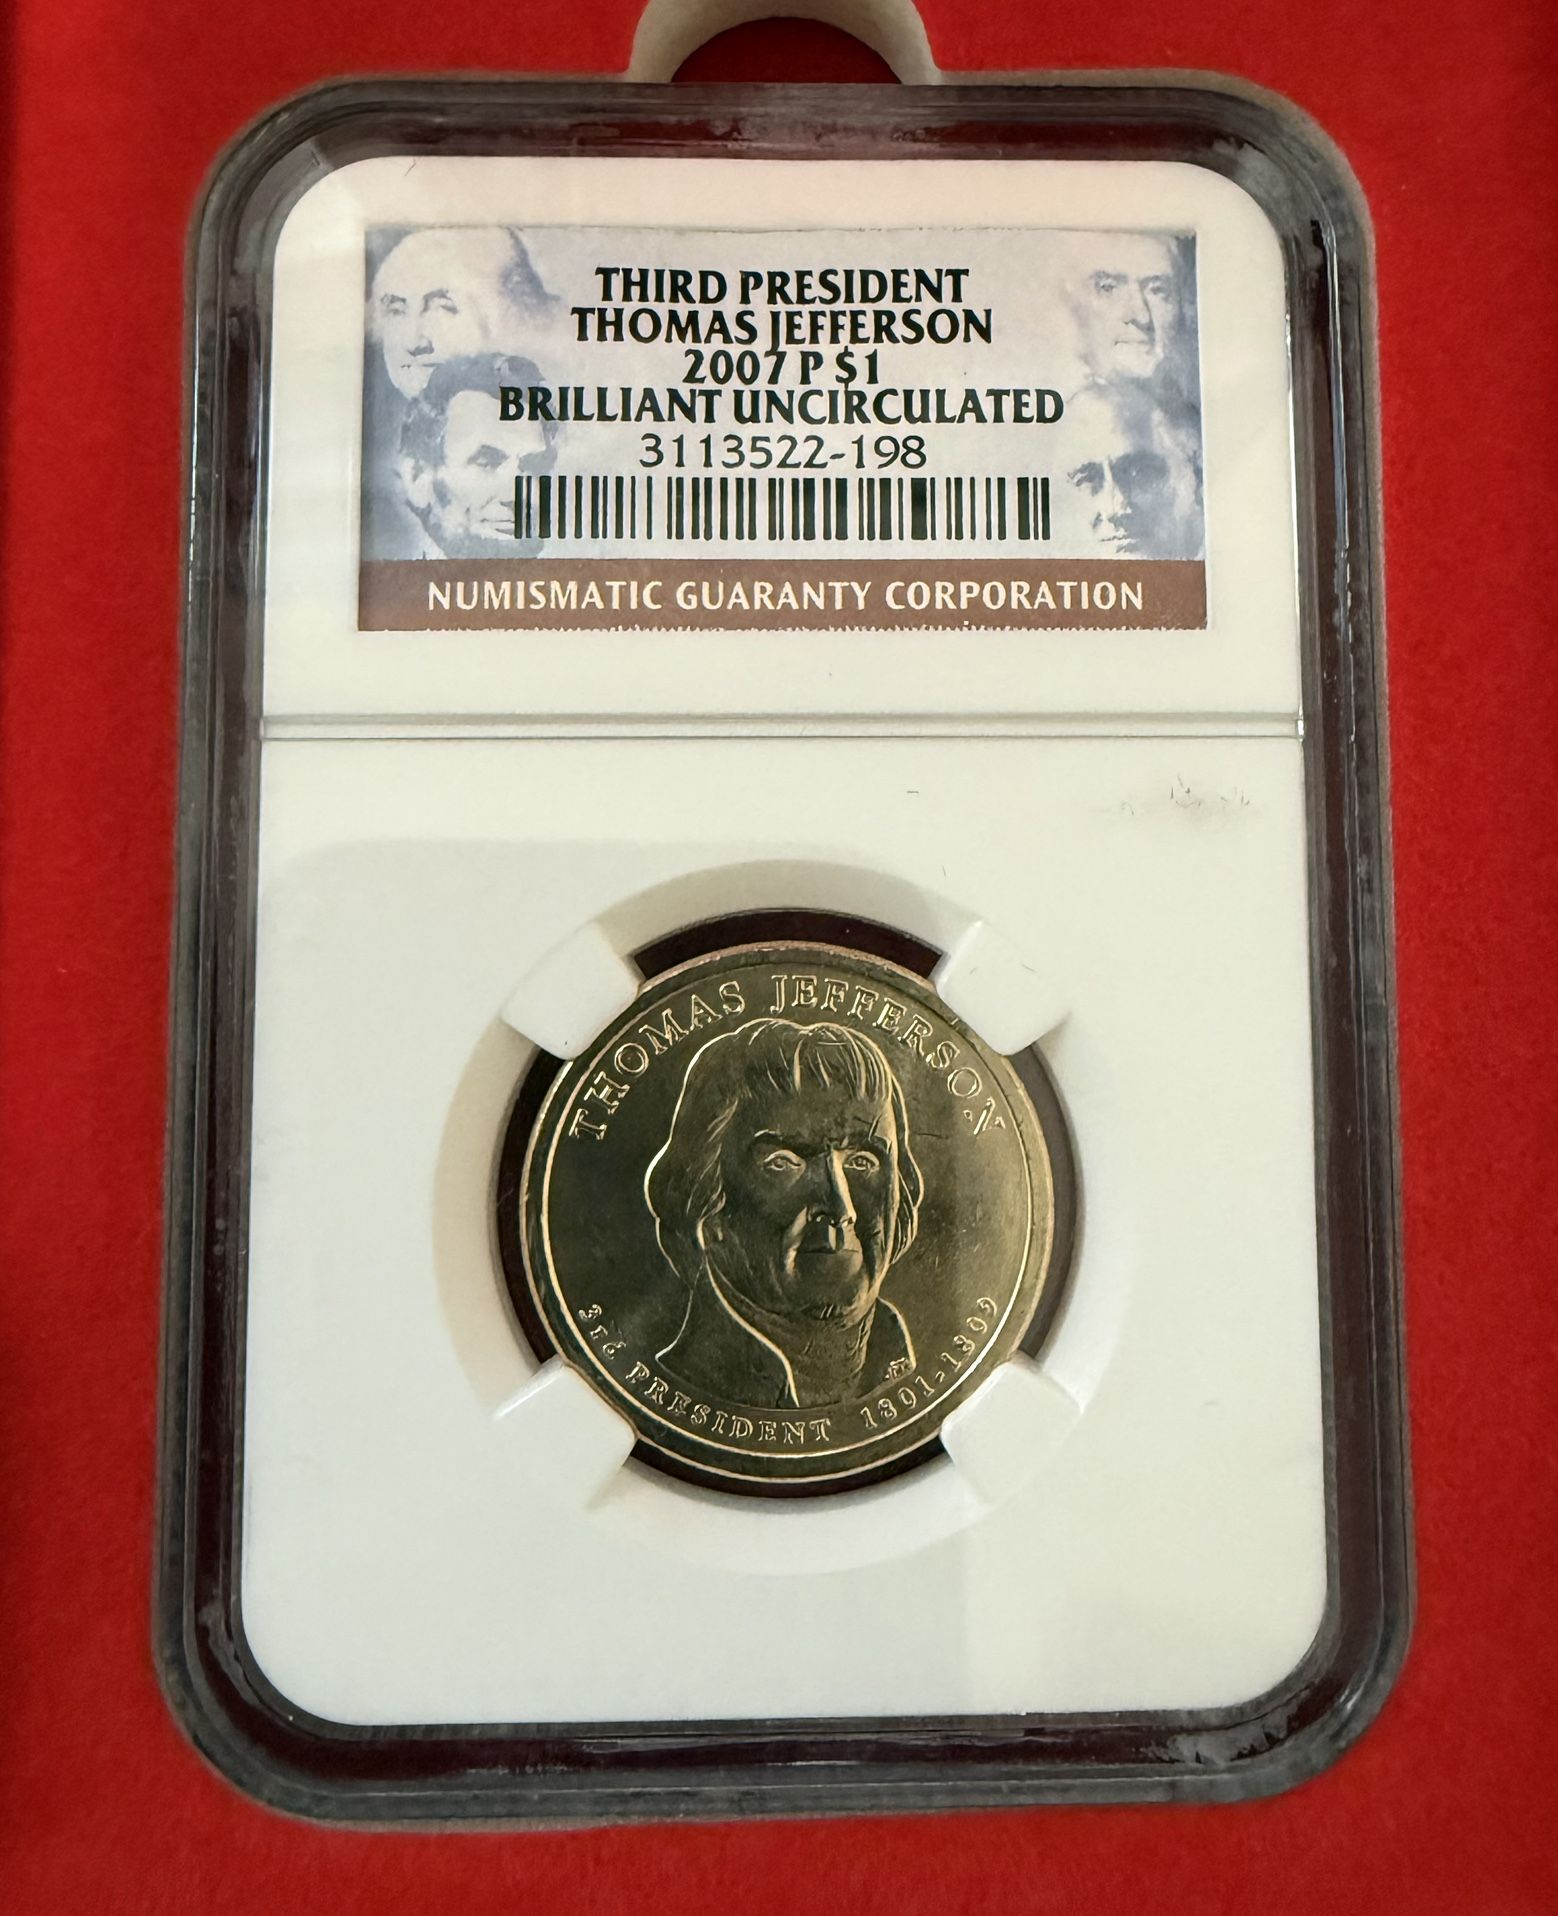 THIRD PRESIDENT
THOMAS JEFFERSON
2007 P $1
BRILLIANT UNCIRCULATED
3113522-198
NUMISMATIC GUARANTY CORPORATION
THOMAS JEFFERSON
3rd PRESIDENT 1801-1809